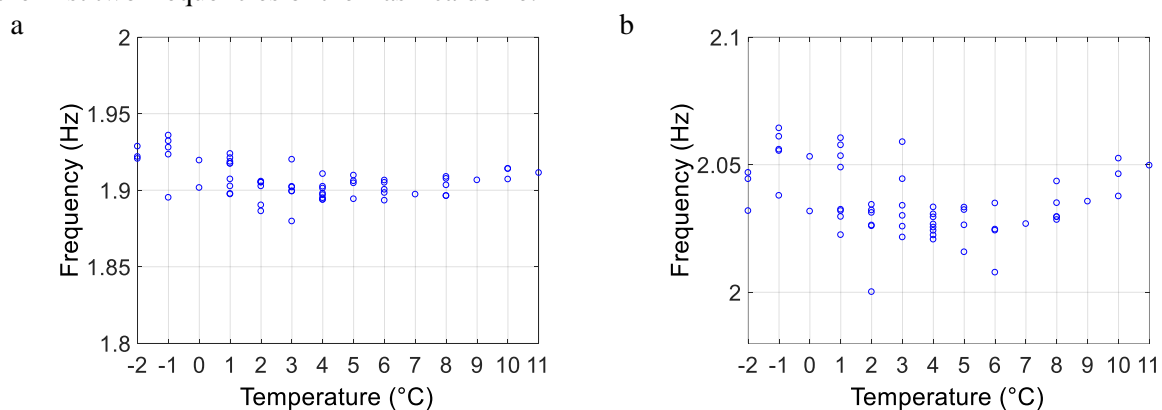 a
b
2
1.95
1.9
1.85
1.8
Frequency (Hz)
-2 -1 0 1 2 3 4 5 6 7 8 9 10 11
Temperature (°C)
2.1
2.05
2
Frequency (Hz)
-2 -1 0 1 2 3 4 5 6 7 8 9 10 11
Temperature (°C)